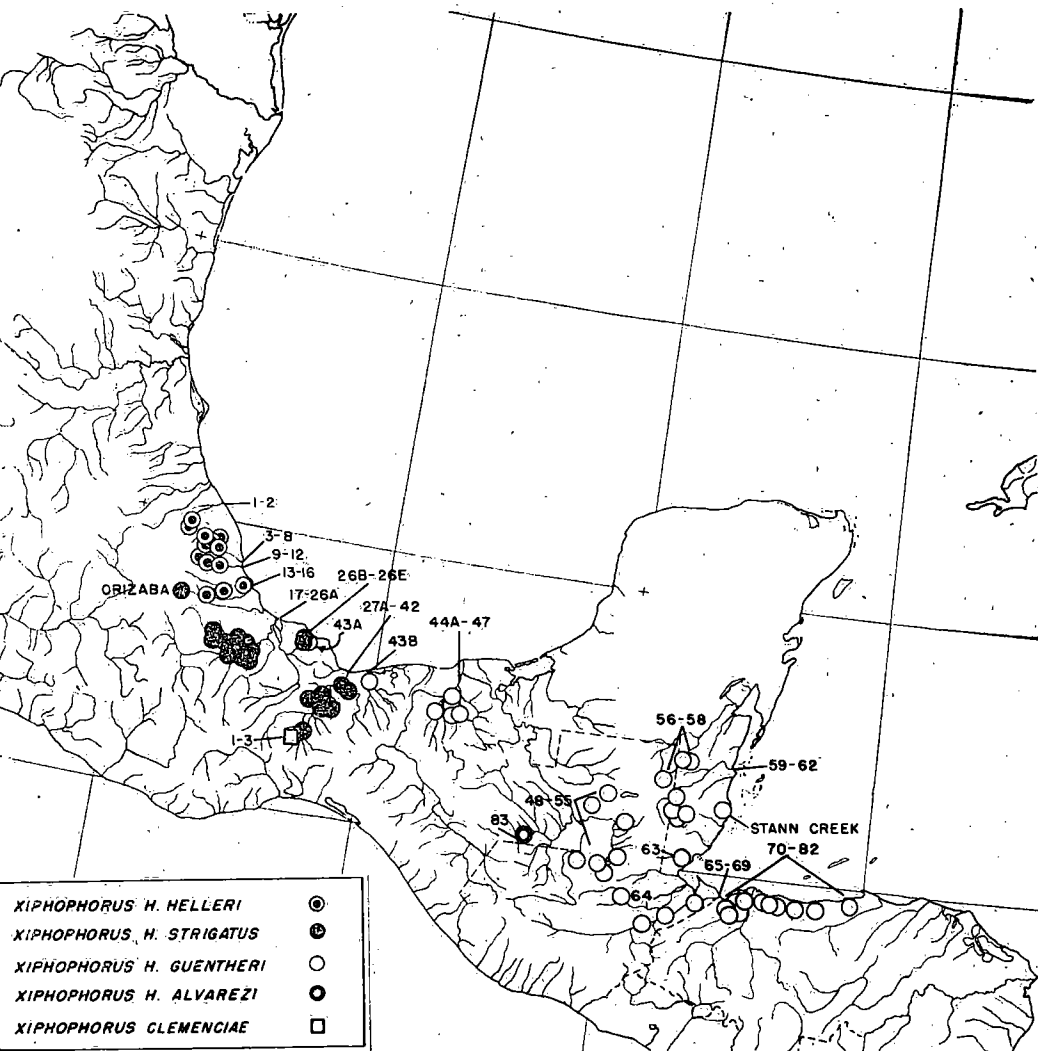 1-2
3-8
9-12
13-16
ORIZABA
17-26A
26B-26E
43A
27A-42
43B
44A-47
1-3
56-58
59-62
48-55
83
STANN CREEK
70-82
63
65-69
64
XIPHOPHORUS H. HELLERI
XIPHOPHORUS H. STRIGATUS
XIPHOPHORUS H. GUENTHERI
XIPHOPHORUS H. ALVAREZI
XIPHOPHORUS CLEMENCIAE